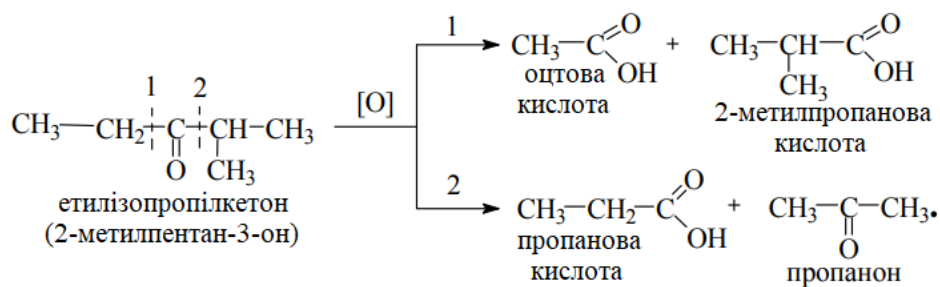 1
CH3—C(=O)OH + CH3—CH(CH3)—C(=O)OH
оцтова
кислота
2-метилпропанова
кислота
1 2
CH3—CH2—C(=O)—CH(CH3)—CH3
[O]
етилізопропілкетон
(2-метилпентан-3-он)
2
CH3—CH2—C(=O)OH + CH3—C(=O)—CH3.
пропанова
кислота
пропанон